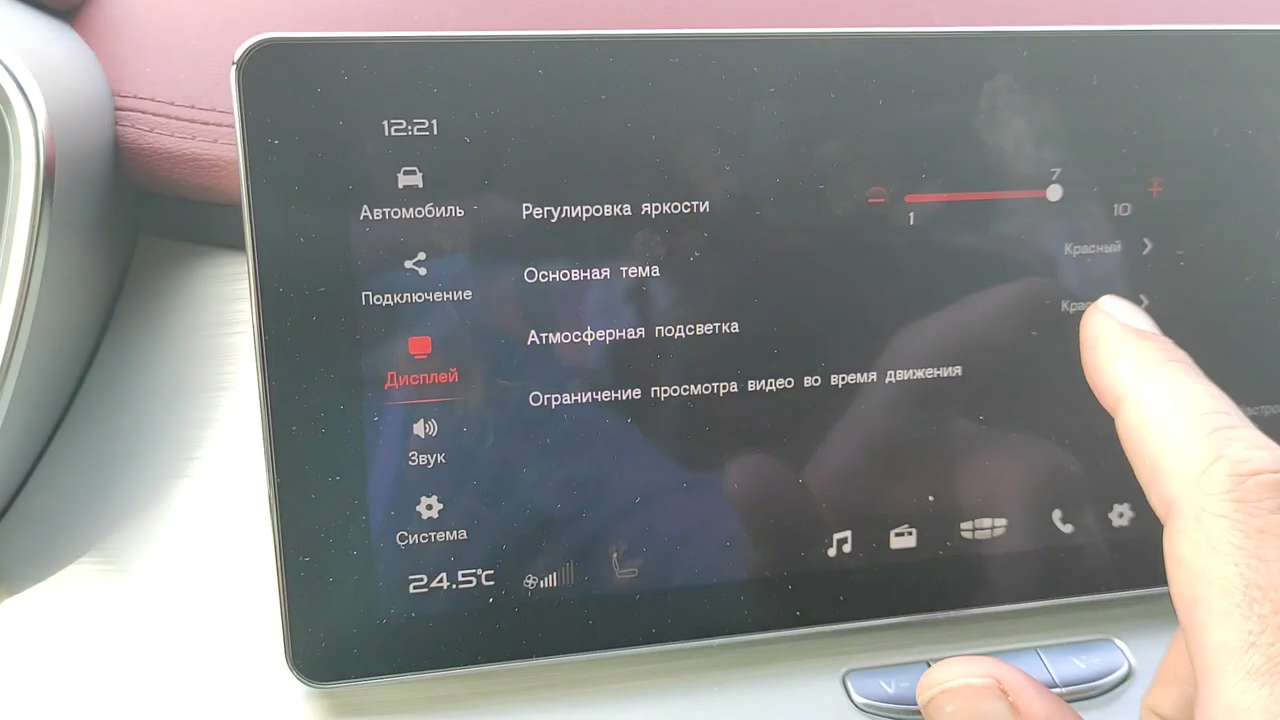 12:21
Автомобиль
Подключение
Дисплей
Звук
Система
24.5°C
Регулировка яркости
7
1
10
Основная тема
Красный
Атмосферная подсветка
Ограничение просмотра видео во время движения
V-
V+